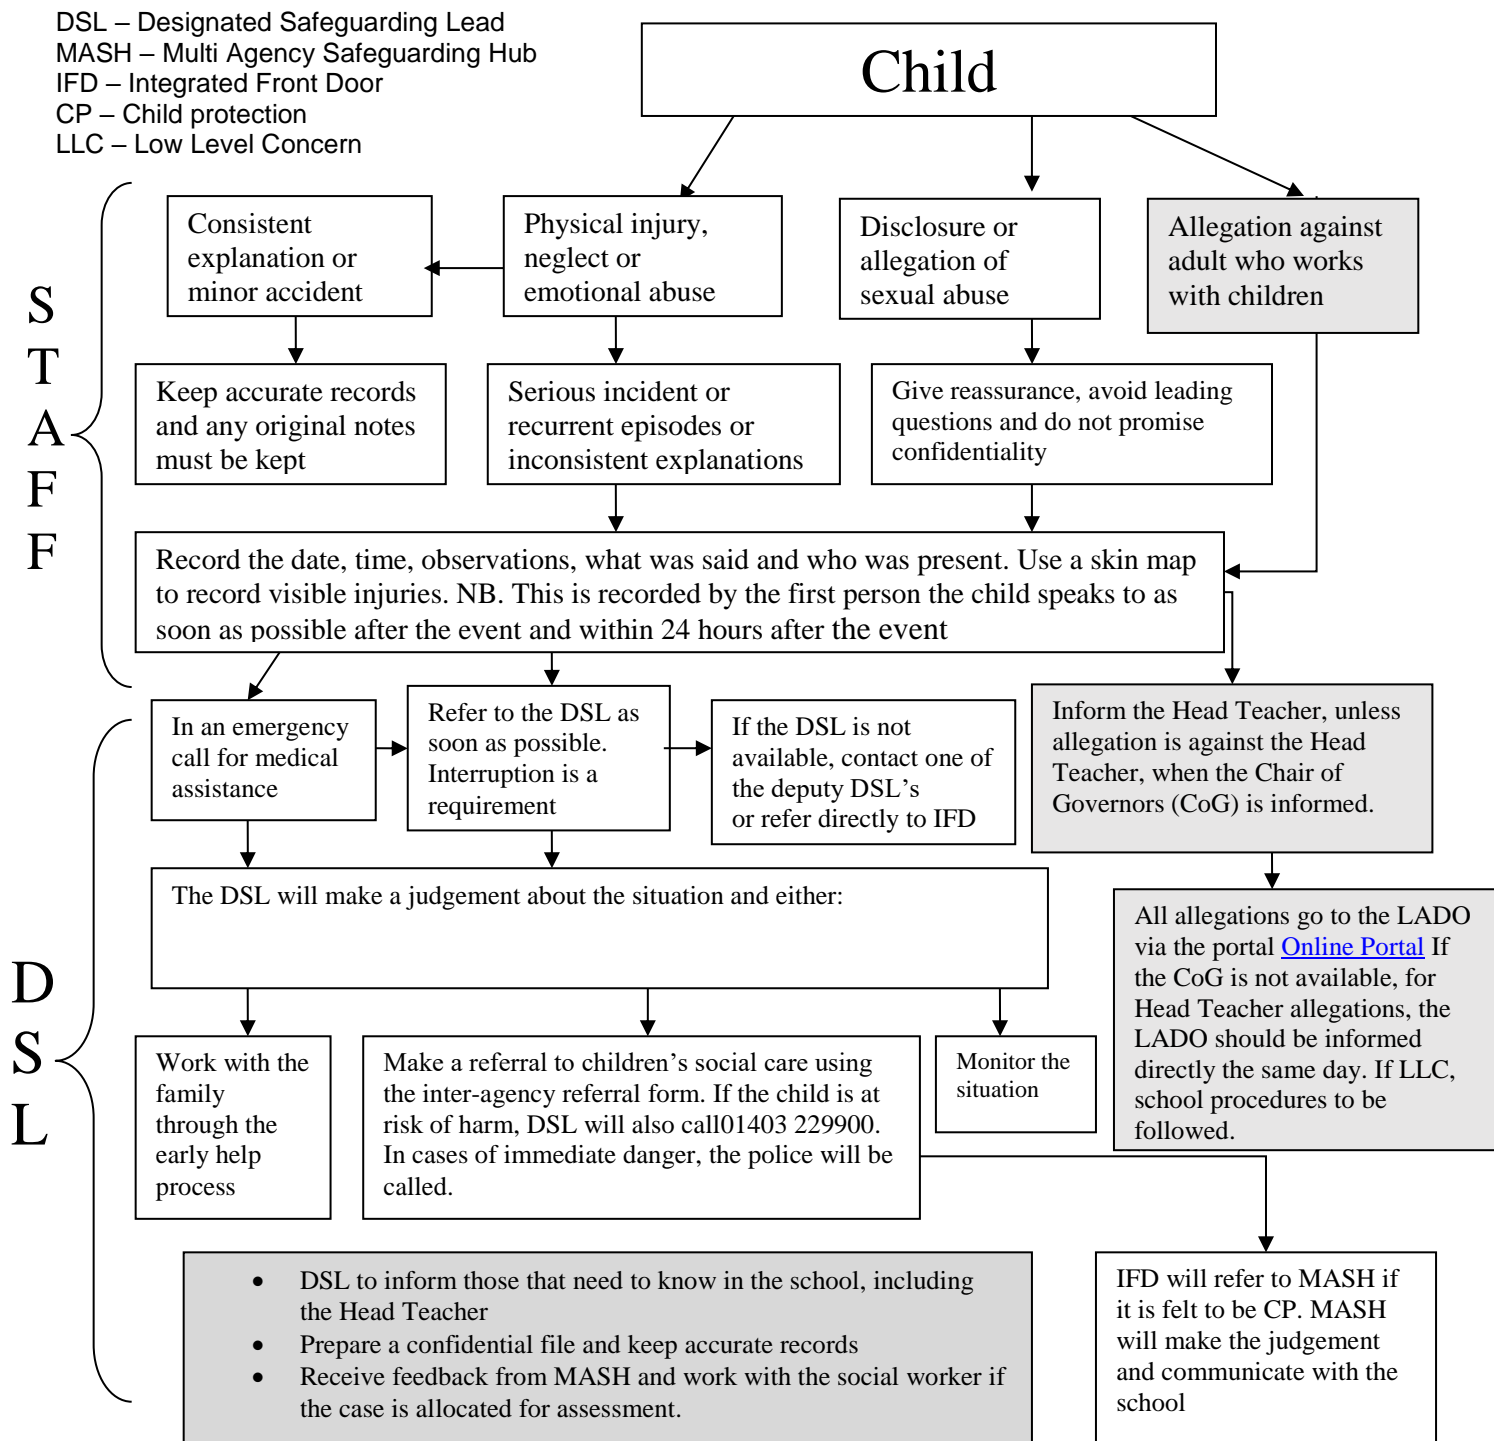 DSL – Designated Safeguarding Lead
MASH – Multi Agency Safeguarding Hub
IFD – Integrated Front Door
CP – Child protection
LLC – Low Level Concern
Child
S
T
A
F
F
Consistent
explanation or
minor accident
Physical injury,
neglect or
emotional abuse
Disclosure or
allegation of
sexual abuse
Allegation against
adult who works
with children
Keep accurate records
and any original notes
must be kept
Serious incident or
recurrent episodes or
inconsistent explanations
Give reassurance, avoid leading
questions and do not promise
confidentiality
Record the date, time, observations, what was said and who was present. Use a skin map
to record visible injuries. NB. This is recorded by the first person the child speaks to as
soon as possible after the event and within 24 hours after the event
D
S
L
In an emergency
call for medical
assistance
Refer to the DSL as
soon as possible.
Interruption is a
requirement
If the DSL is not
available, contact one of
the deputy DSL’s
or refer directly to IFD
Inform the Head Teacher, unless
allegation is against the Head
Teacher, when the Chair of
Governors (CoG) is informed.
The DSL will make a judgement about the situation and either:
All allegations go to the LADO
via the portal Online Portal If
the CoG is not available, for
Head Teacher allegations, the
LADO should be informed
directly the same day. If LLC,
school procedures to be
followed.
Work with the
family
through the
early help
process
Make a referral to children’s social care using
the inter-agency referral form. If the child is at
risk of harm, DSL will also call01403 229900.
In cases of immediate danger, the police will be
called.
Monitor the
situation
• DSL to inform those that need to know in the school, including
the Head Teacher
• Prepare a confidential file and keep accurate records
• Receive feedback from MASH and work with the social worker if
the case is allocated for assessment.
IFD will refer to MASH if
it is felt to be CP. MASH
will make the judgement
and communicate with the
school